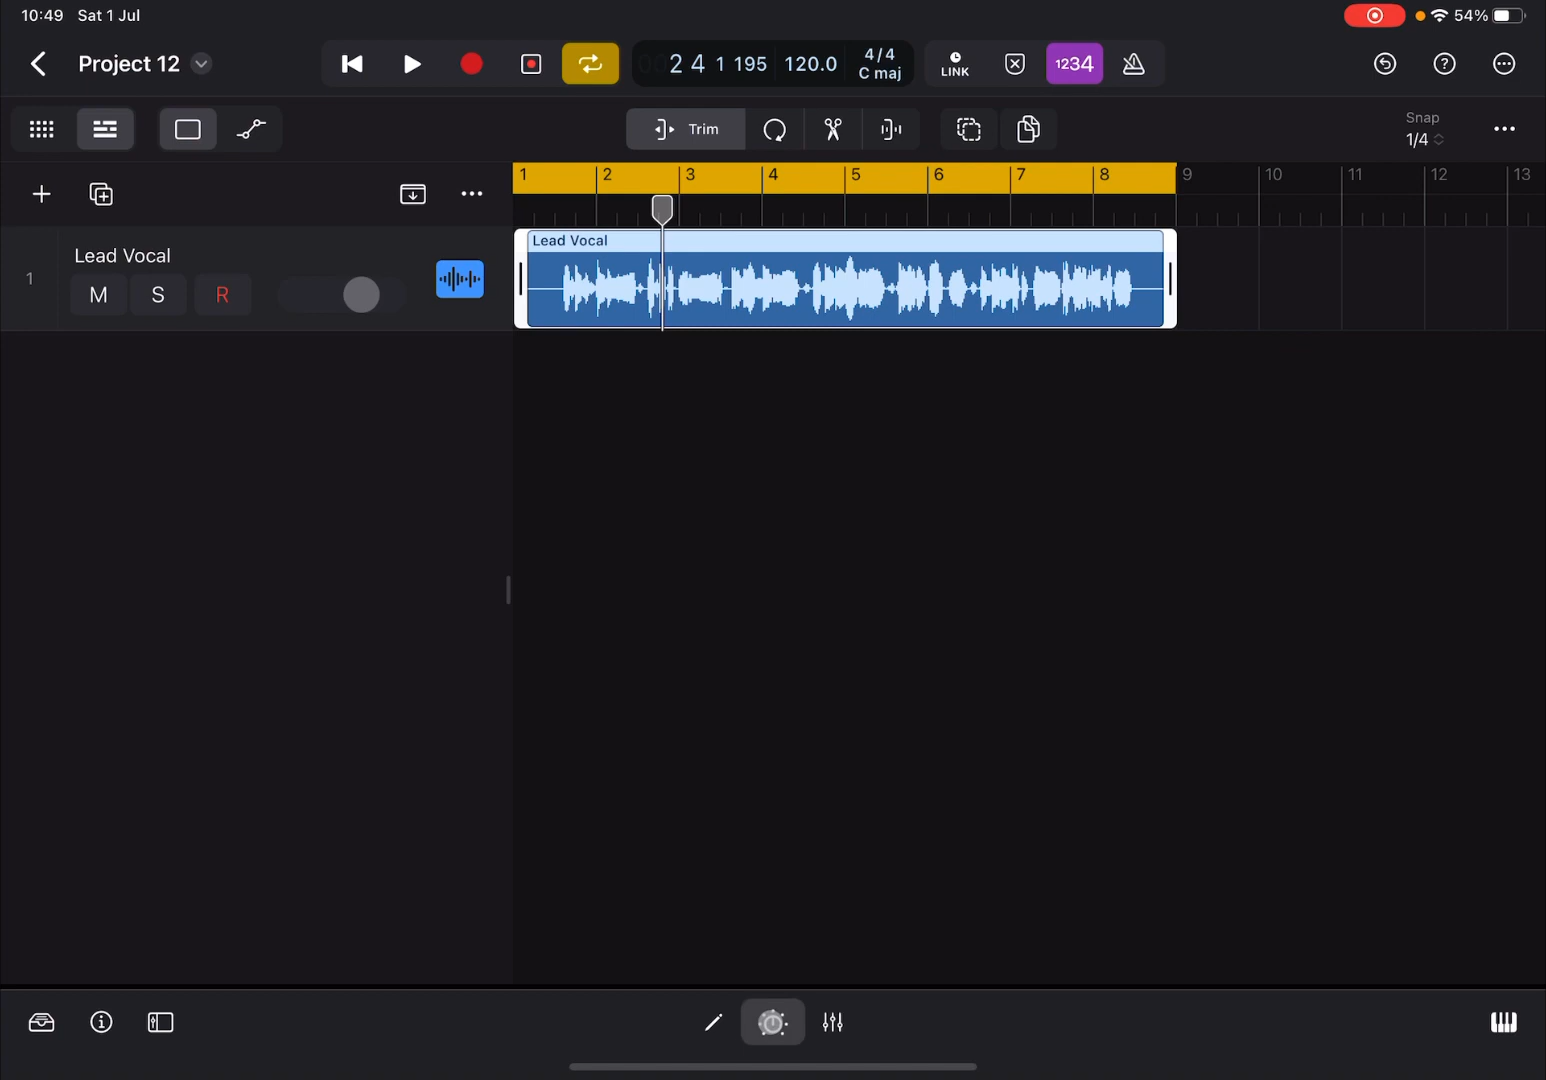 10:49 Sat 1 Jul
54%
Project 12
2 4 1 195 120.0 4/4 C maj
LINK
1234
Trim
Snap
1/4
1 2 3 4 5 6 7 8 9 10 11 12 13
1
Lead Vocal
M S R
Lead Vocal